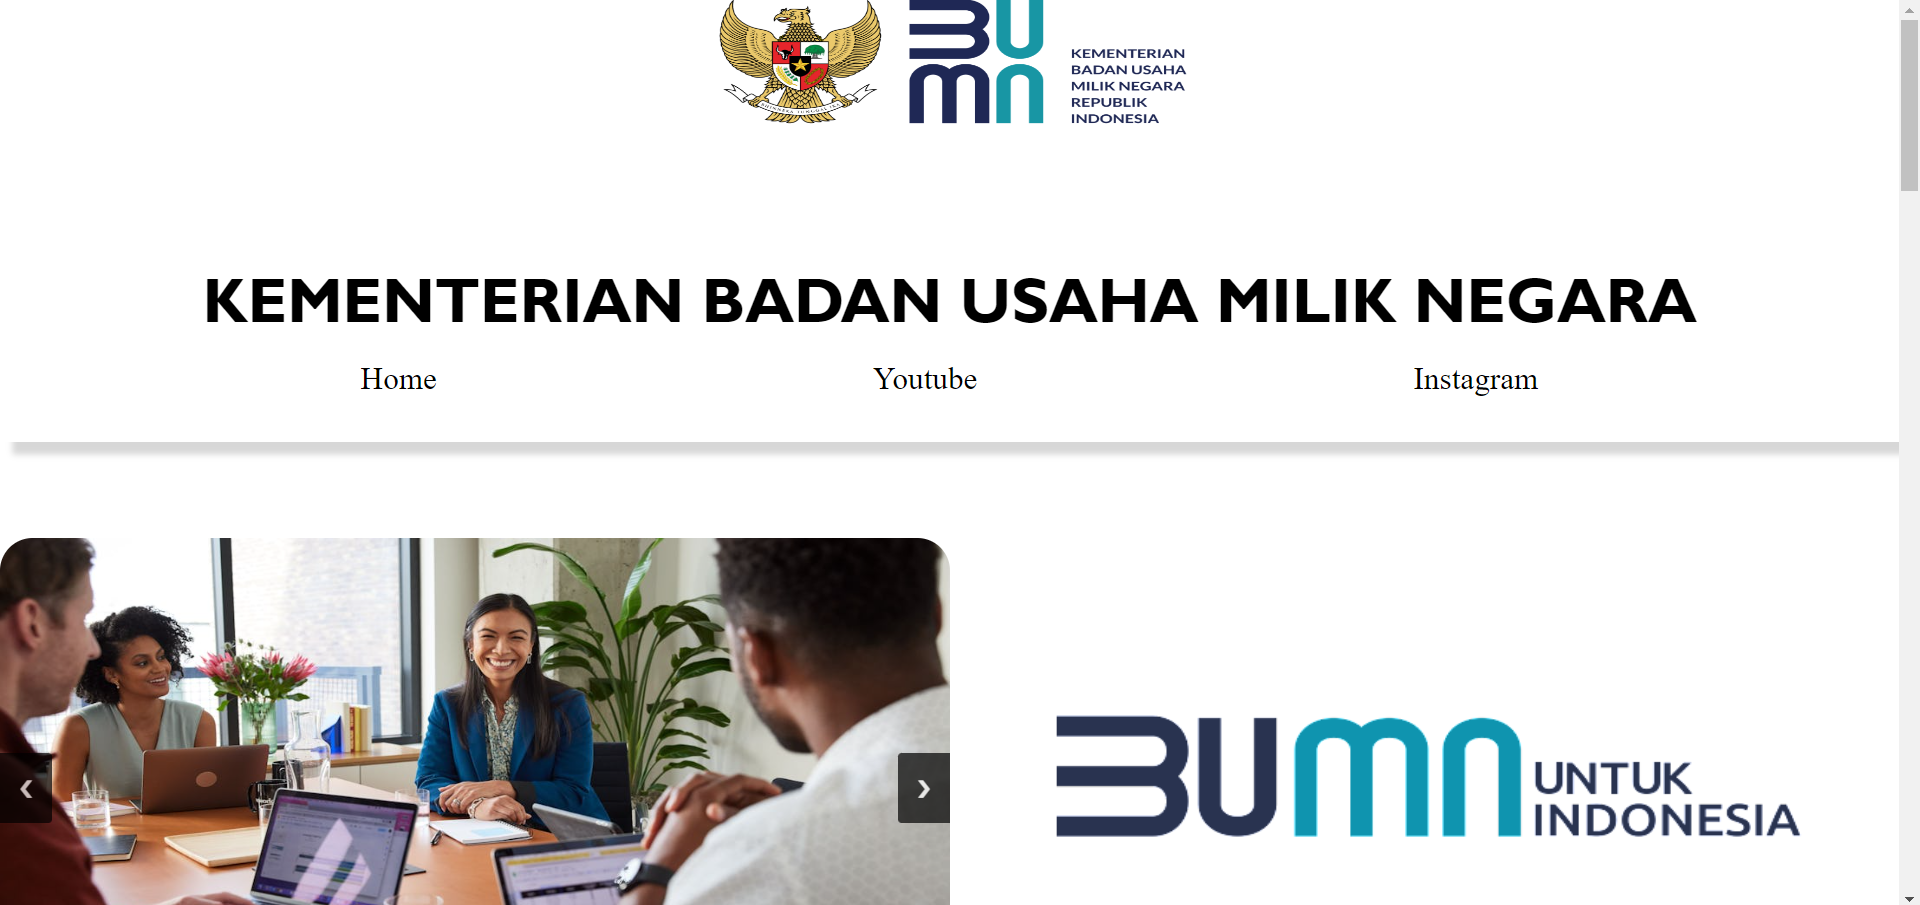 BUMN
KEMENTERIAN
BADAN USAHA
MILIK NEGARA
REPUBLIK
INDONESIA
KEMENTERIAN BADAN USAHA MILIK NEGARA
Home
Youtube
Instagram
BUMN UNTUK
INDONESIA